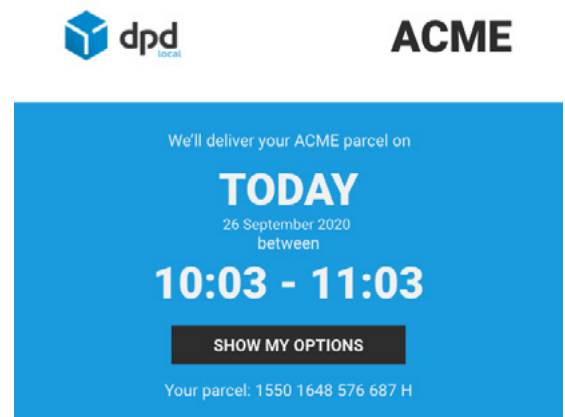 dpd
local
ACME
We'll deliver your ACME parcel on
TODAY
26 September 2020
between
10:03 - 11:03
SHOW MY OPTIONS
Your parcel: 1550 1648 576 687 H